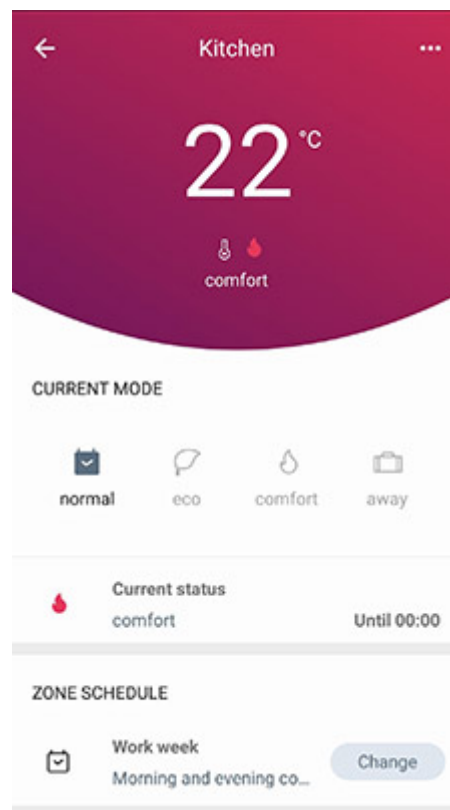 Kitchen
22 °C
comfort
CURRENT MODE
normal eco comfort away
Current status
comfort Until 00:00
ZONE SCHEDULE
Work week
Morning and evening co... Change